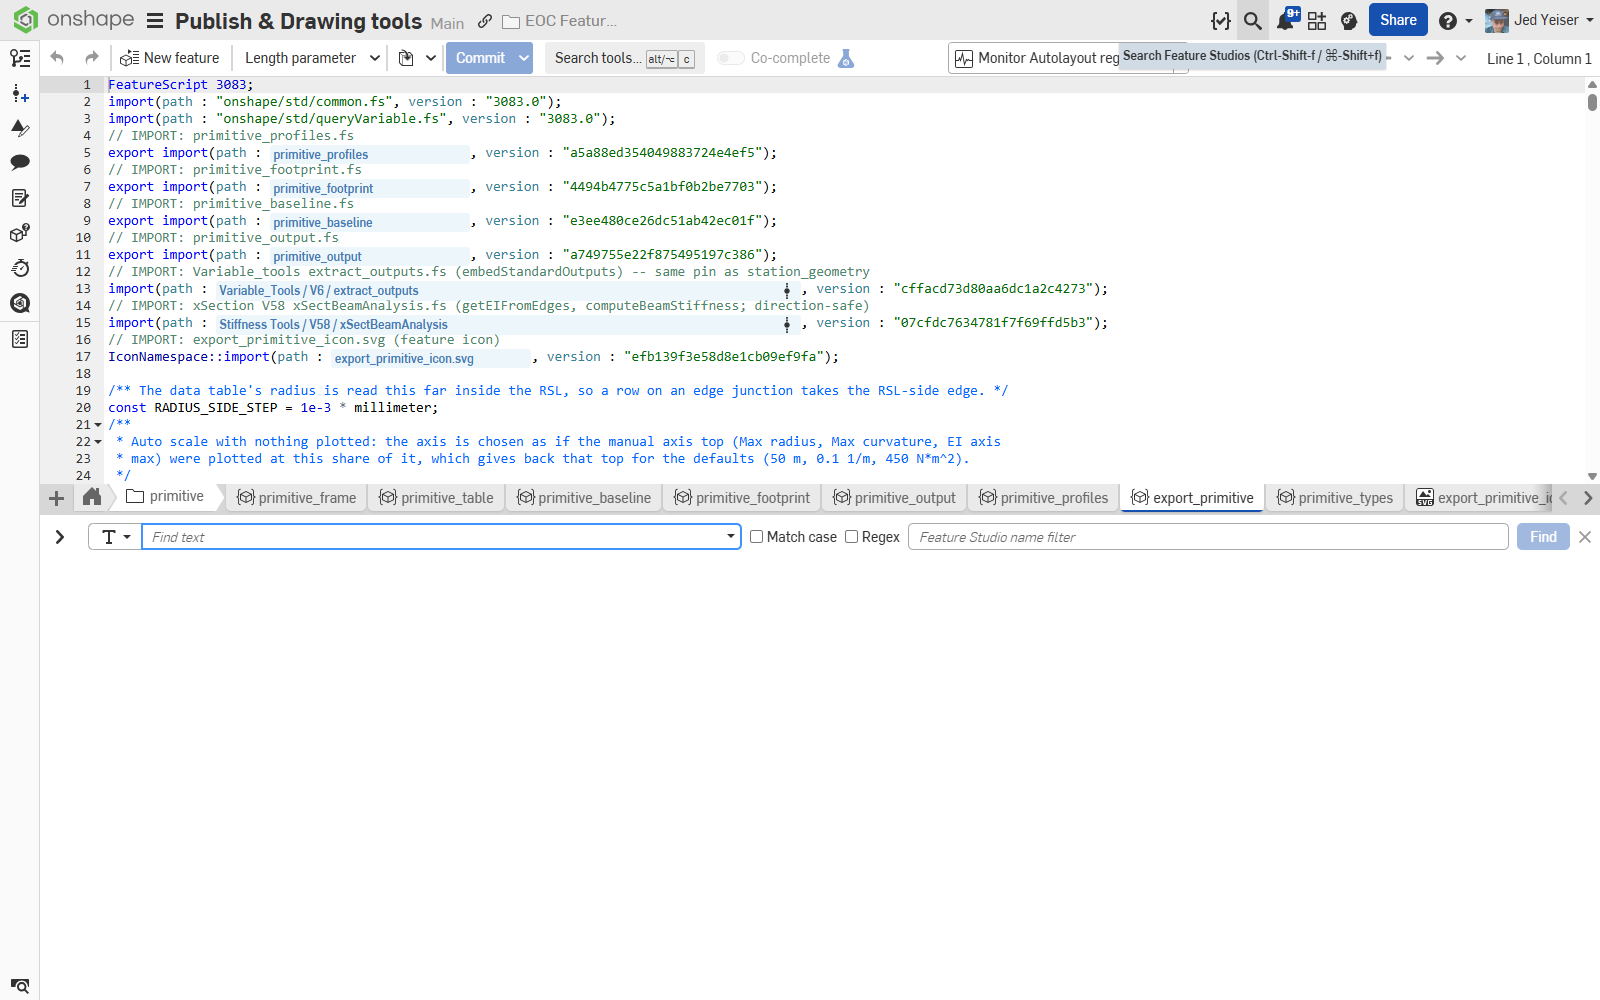 onshape
Publish & Drawing tools Main EOC Featur...
9+
Share
Jed Yeiser
New feature
Length parameter
Commit
Search tools... alt/⌥ c
Co-complete
Monitor Autolayout reg
Search Feature Studios (Ctrl-Shift-f / ⌘-Shift+f)
Line 1 , Column 1
1 FeatureScript 3083;
2 import(path : "onshape/std/common.fs", version : "3083.0");
3 import(path : "onshape/std/queryVariable.fs", version : "3083.0");
4 // IMPORT: primitive_profiles.fs
5 export import(path : primitive_profiles , version : "a5a88ed354049883724e4ef5");
6 // IMPORT: primitive_footprint.fs
7 export import(path : primitive_footprint , version : "4494b4775c5a1bf0b2be7703");
8 // IMPORT: primitive_baseline.fs
9 export import(path : primitive_baseline , version : "e3ee480ce26dc51ab42ec01f");
10 // IMPORT: primitive_output.fs
11 export import(path : primitive_output , version : "a749755e22f875495197c386");
12 // IMPORT: Variable_tools extract_outputs.fs (embedStandardOutputs) -- same pin as station_geometry
13 import(path : Variable_Tools / V6 / extract_outputs , version : "cffacd73d80aa6dc1a2c4273");
14 // IMPORT: xSection V58 xSectBeamAnalysis.fs (getEIFromEdges, computeBeamStiffness; direction-safe)
15 import(path : Stiffness Tools / V58 / xSectBeamAnalysis , version : "07cfdc7634781f7f69ffd5b3");
16 // IMPORT: export_primitive_icon.svg (feature icon)
17 IconNamespace::import(path : export_primitive_icon.svg , version : "efb139f3e58d8e1cb09ef9fa");
18
19 /** The data table's radius is read this far inside the RSL, so a row on an edge junction takes the RSL-side edge. */
20 const RADIUS_SIDE_STEP = 1e-3 * millimeter;
21 /**
22 * Auto scale with nothing plotted: the axis is chosen as if the manual axis top (Max radius, Max curvature, EI axis
23 * max) were plotted at this share of it, which gives back that top for the defaults (50 m, 0.1 1/m, 450 N*m^2).
24 */
primitive
primitive_frame
primitive_table
primitive_baseline
primitive_footprint
primitive_output
primitive_profiles
export_primitive
primitive_types
SVG export_primitive_ic
T
Find text
Match case
Regex
Feature Studio name filter
Find